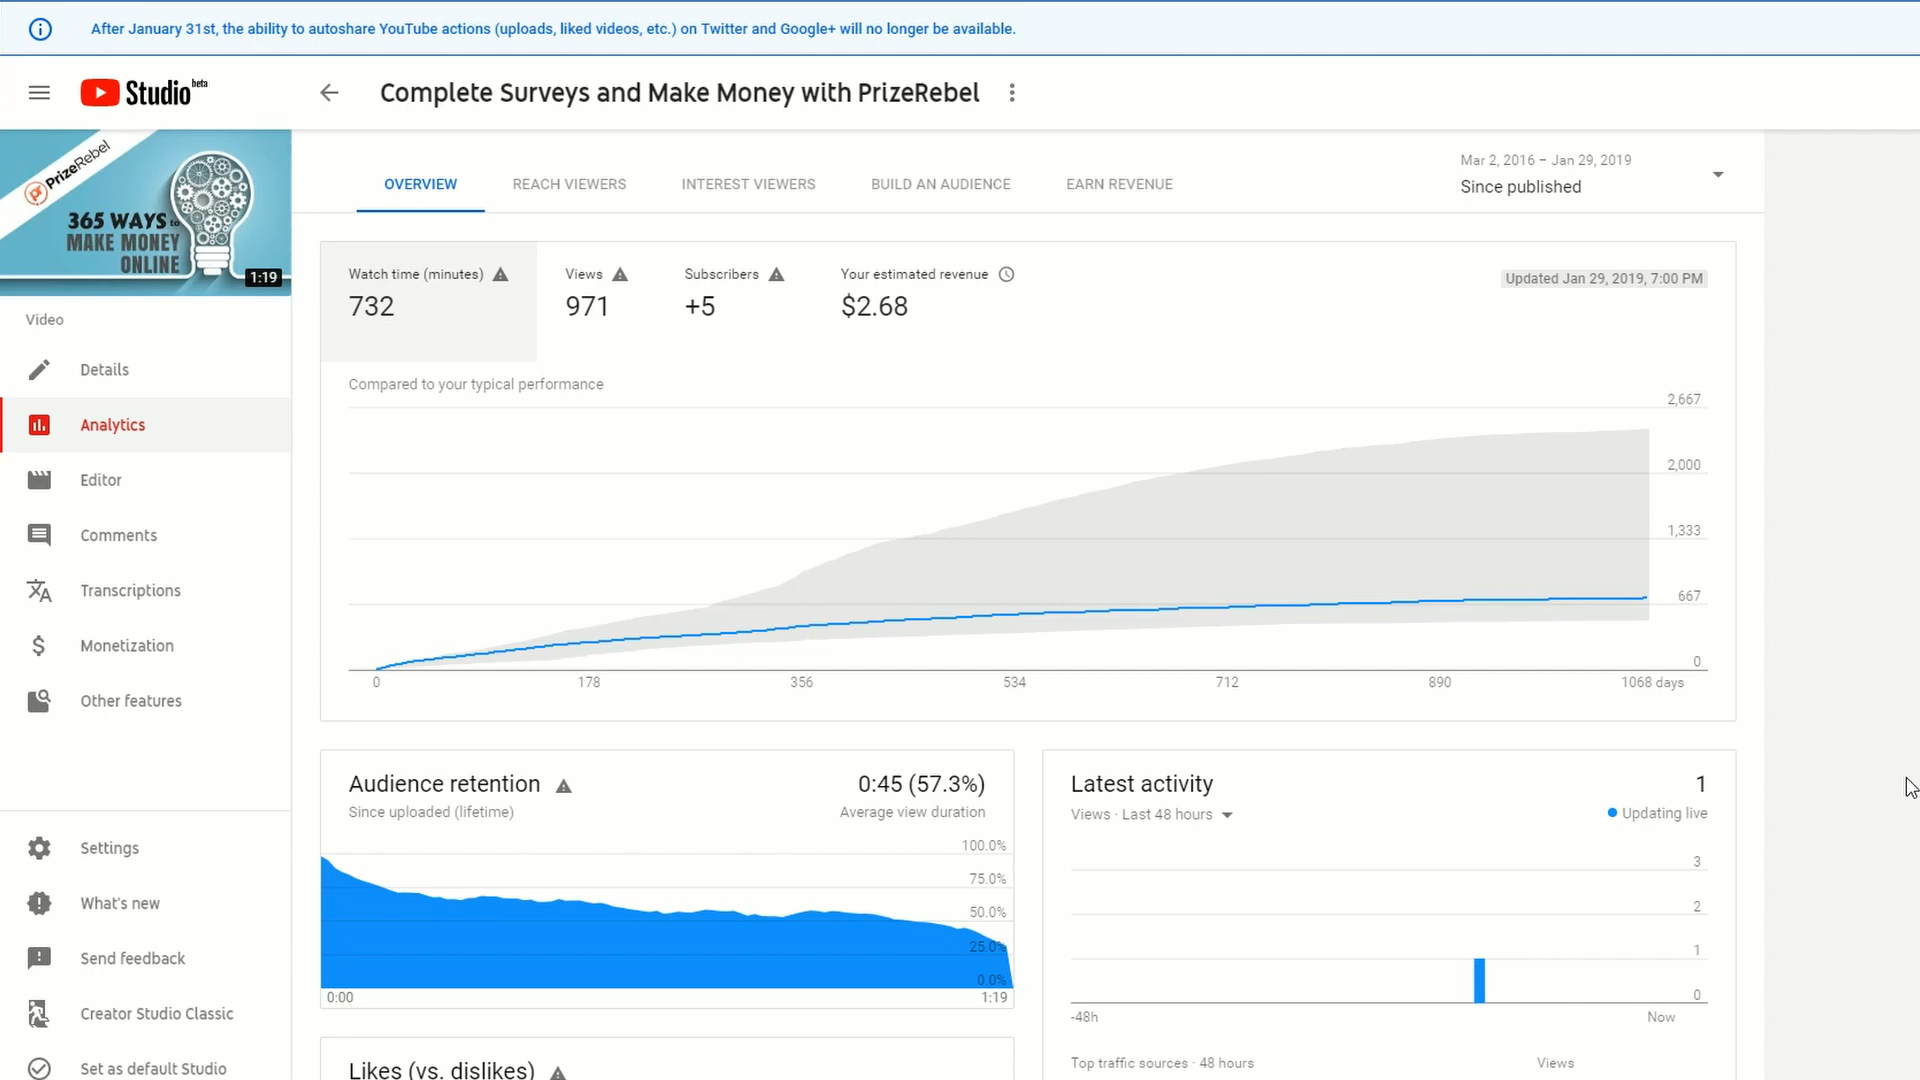 After January 31st, the ability to autoshare YouTube actions (uploads, liked videos, etc.) on Twitter and Google+ will no longer be available.
Studio beta
Complete Surveys and Make Money with PrizeRebel
PrizeRebel
365 WAYS to
MAKE MONEY
ONLINE
1:19
Video
Details
Analytics
Editor
Comments
Transcriptions
Monetization
Other features
Settings
What's new
Send feedback
Creator Studio Classic
Set as default Studio
OVERVIEW REACH VIEWERS INTEREST VIEWERS BUILD AN AUDIENCE EARN REVENUE
Mar 2, 2016 – Jan 29, 2019
Since published
Watch time (minutes) Views Subscribers Your estimated revenue
732 971 +5 $2.68
Updated Jan 29, 2019, 7:00 PM
Compared to your typical performance
2,667
2,000
1,333
667
0
0 178 356 534 712 890 1068 days
Audience retention 0:45 (57.3%)
Since uploaded (lifetime) Average view duration
100.0%
75.0%
50.0%
25.0%
0.0%
0:00 1:19
Likes (vs. dislikes)
Latest activity 1
Views · Last 48 hours Updating live
3
2
1
0
-48h Now
Top traffic sources · 48 hours Views